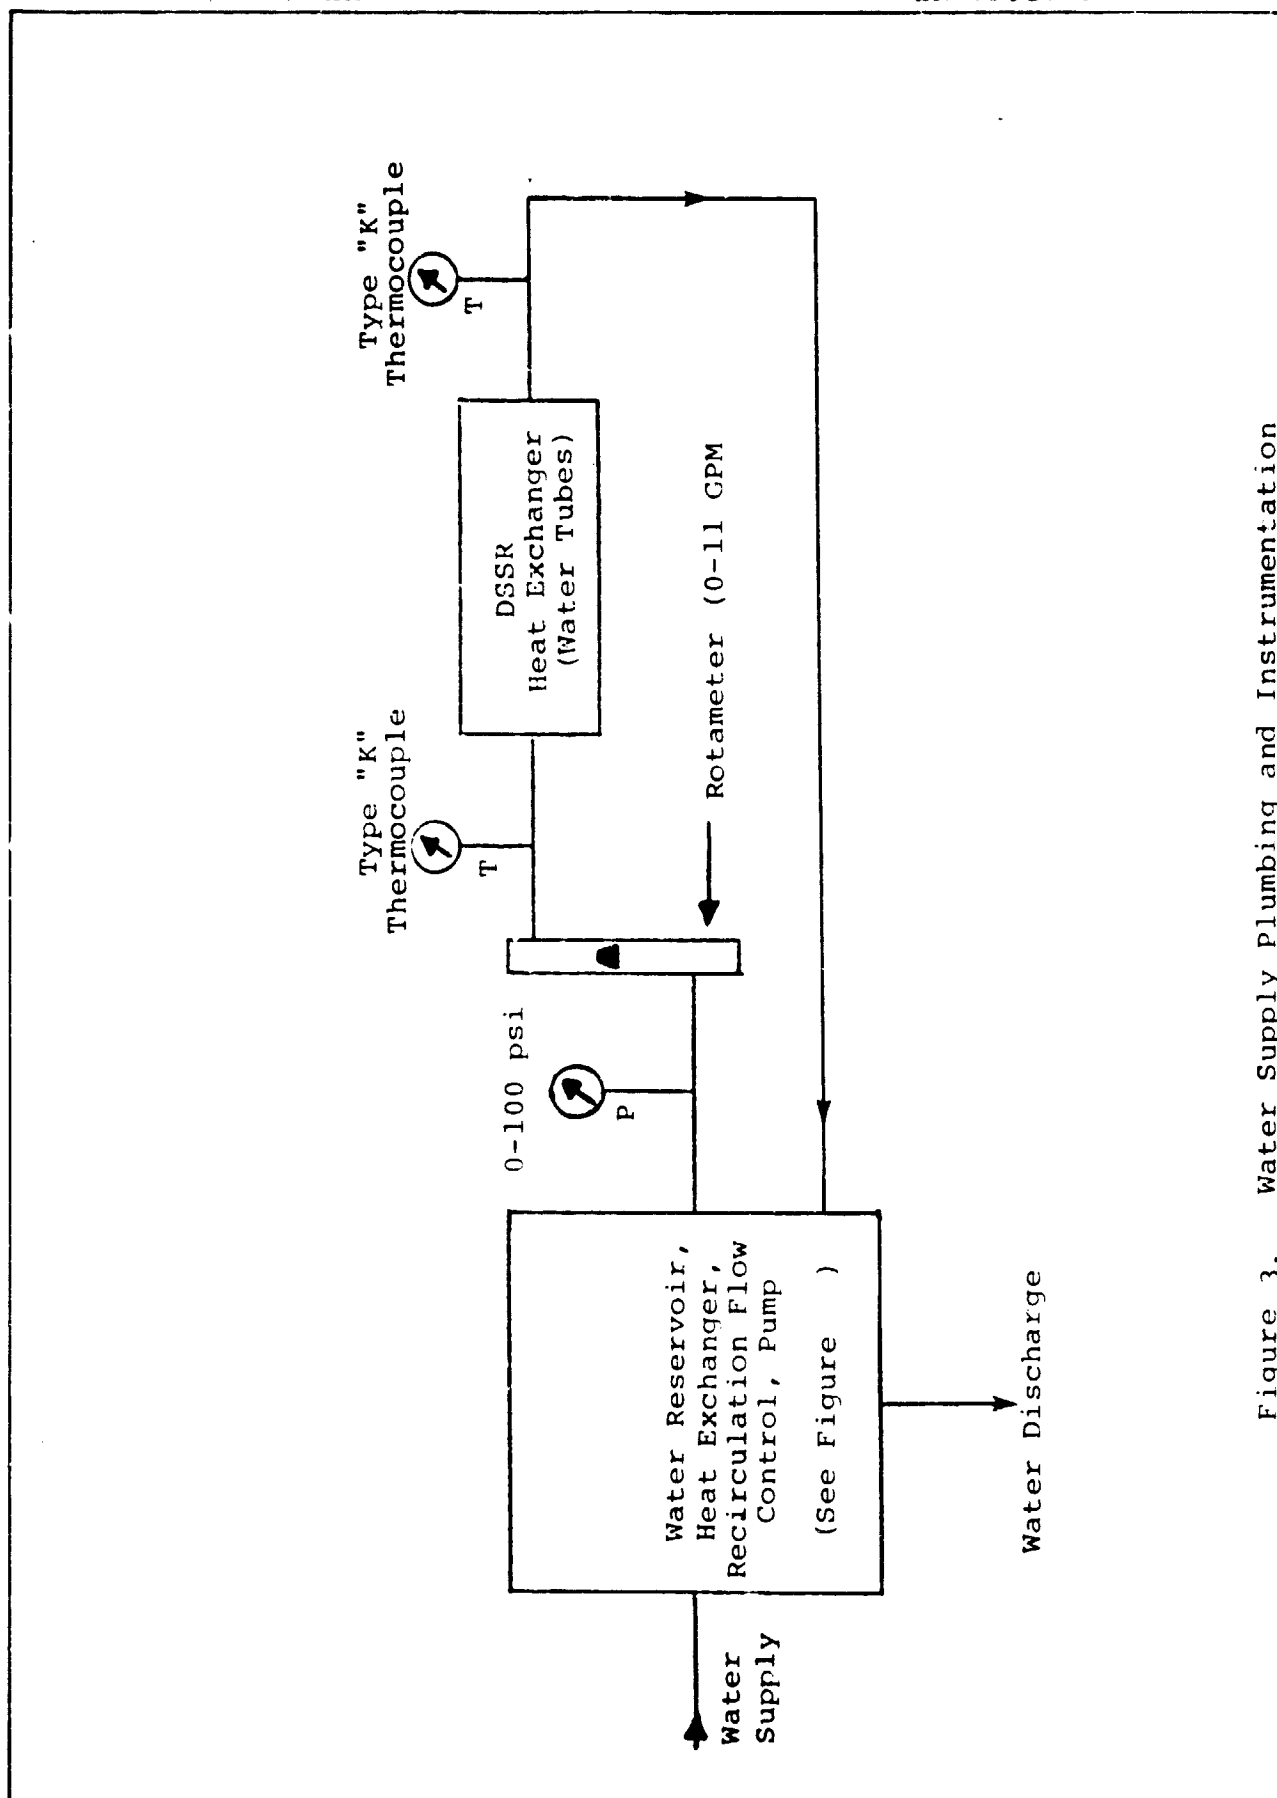 Type "K"
Thermocouple
T
Type "K"
Thermocouple
T
DSSR
Heat Exchanger
(Water Tubes)
0-100 psi
P
Rotameter (0-11 GPM
Water Reservoir,
Heat Exchanger,
Recirculation Flow
Control, Pump
(See Figure )
Water
Supply
Water Discharge
Figure 3. Water Supply Plumbing and Instrumentation